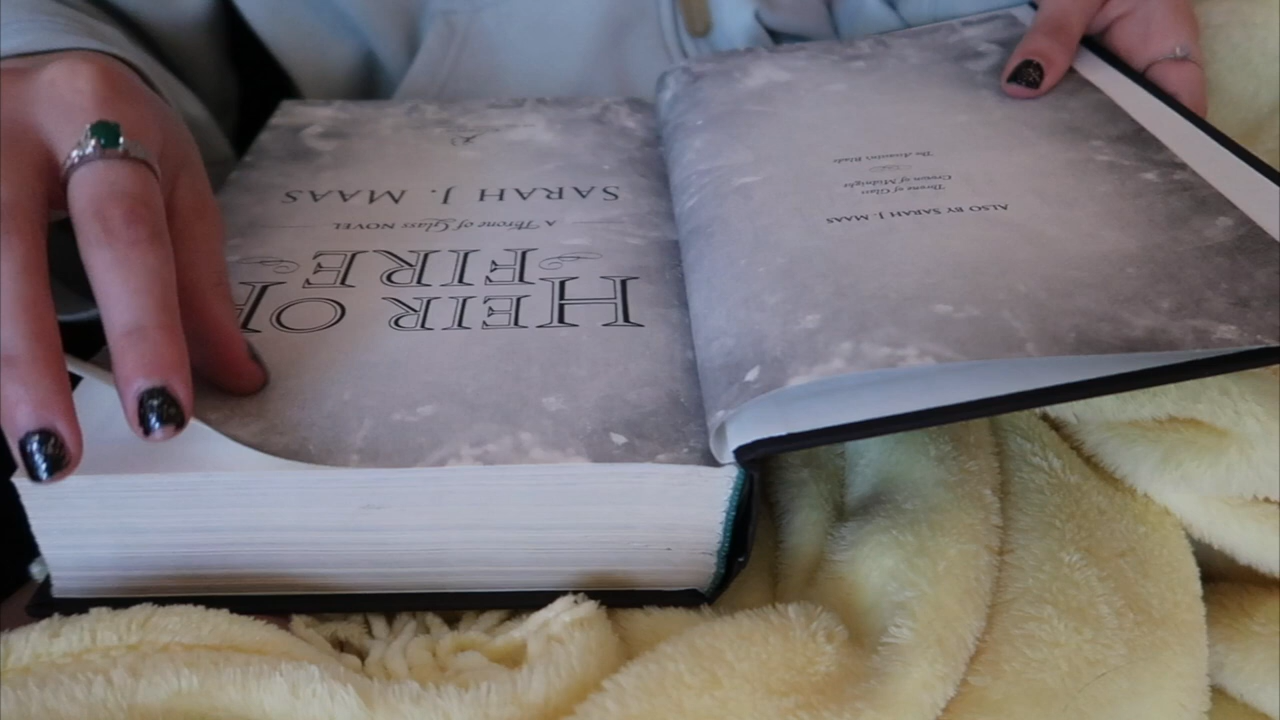 ALSO BY SARAH J. MAAS
Throne of Glass
Crown of Midnight
The Assassin's Blade
HEIR OF
FIRE
A Throne of Glass NOVEL
SARAH J. MAAS